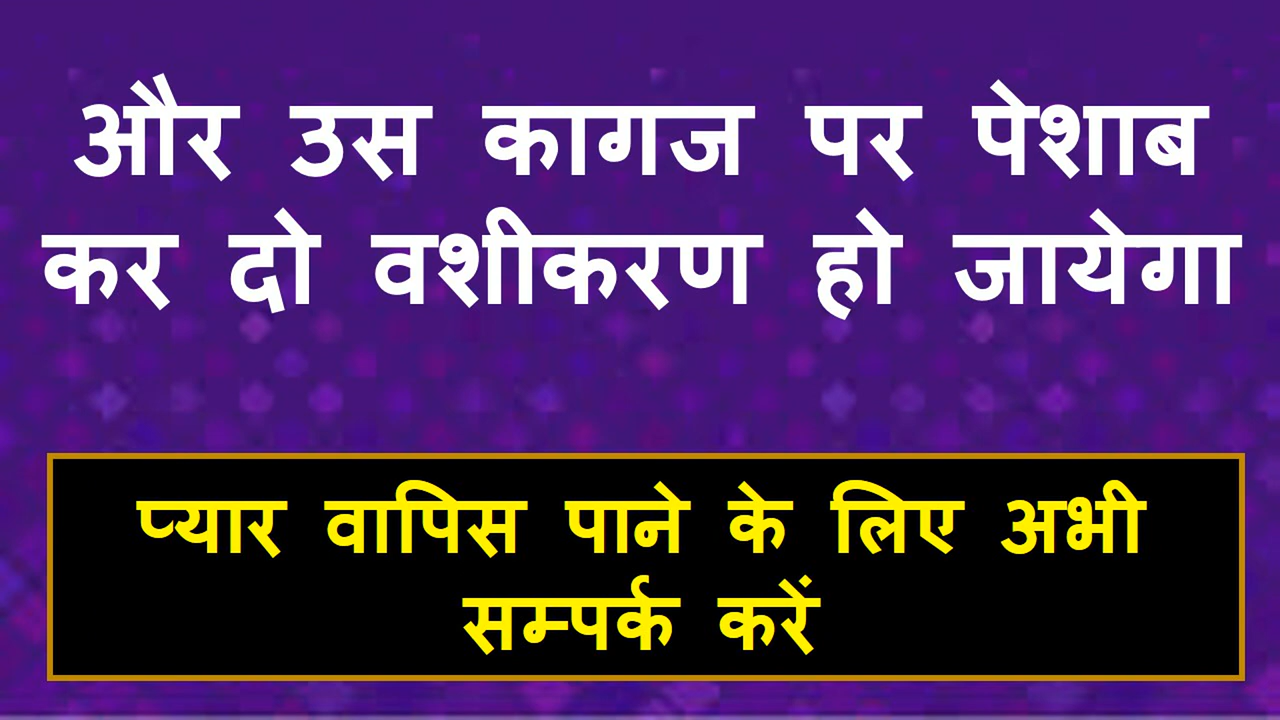 और उस कागज पर पेशाब
कर दो वशीकरण हो जायेगा
प्यार वापिस पाने के लिए अभी
सम्पर्क करें